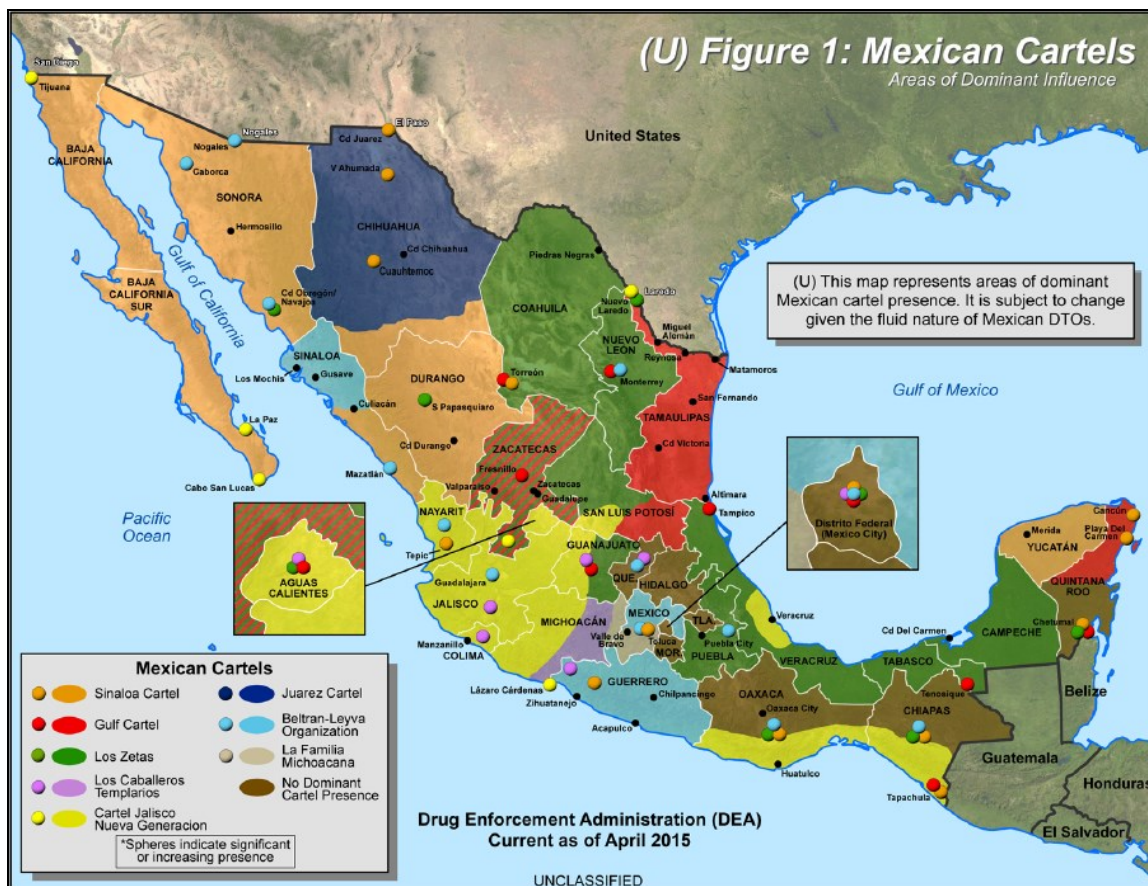 (U) Figure 1: Mexican Cartels
Areas of Dominant Influence
San Diego
Tijuana
BAJA
CALIFORNIA
Nogales
Nogales
Caborca
SONORA
Hermosillo
El Paso
Cd Juarez
V Ahumada
CHIHUAHUA
Cd Chihuahua
Cuauhtemoc
United States
Gulf of California
BAJA
CALIFORNIA
SUR
Cd Obregón/
Navajos
Piedras Negras
COAHUILA
Laredo
Nuevo
Laredo
NUEVO
LEÓN
Monterrey
Miguel
Alemán
Reynosa
Matamoros
(U) This map represents areas of dominant
Mexican cartel presence. It is subject to change
given the fluid nature of Mexican DTOs.
Gulf of Mexico
SINALOA
Los Mochis
Gusave
Culiacán
DURANGO
S Papasquiaro
Cd Durango
Torreón
TAMAULIPAS
San Fernando
Cd Victoria
La Paz
Cabo San Lucas
Mazatlán
ZACATECAS
Fresnillo
Valparaiso
Zacatecas
Guadalupe
SAN LUIS POTOSÍ
Altimara
Tampico
Pacific
Ocean
NAYARIT
Tepic
AGUAS
CALIENTES
GUANAJUATO
QUE.
HIDALGO
Distrito Federal
(Mexico City)
Cancún
Playa Del
Carmen
Merida
YUCATÁN
QUINTANA
ROO
Guadalajara
JALISCO
Manzanillo
COLIMA
MICHOACÁN
MEXICO
Valle de
Bravo
Toluca
MOR.
TLA.
Puebla City
PUEBLA
Veracruz
VERACRUZ
Cd Del Carmen
CAMPECHE
Chetumal
TABASCO
Tenosique
Belize
Lázaro Cárdenas
Zihuatanejo
GUERRERO
Chilpancingo
Acapulco
OAXACA
Oaxaca City
Huatulco
CHIAPAS
Tapachula
Guatemala
Honduras
El Salvador
Mexican Cartels
Sinaloa Cartel
Gulf Cartel
Los Zetas
Los Caballeros
Templarios
Cartel Jalisco
Nueva Generacion
Juarez Cartel
Beltran-Leyva
Organization
La Familia
Michoacana
No Dominant
Cartel Presence
*Spheres indicate significant
or increasing presence
Drug Enforcement Administration (DEA)
Current as of April 2015
UNCLASSIFIED